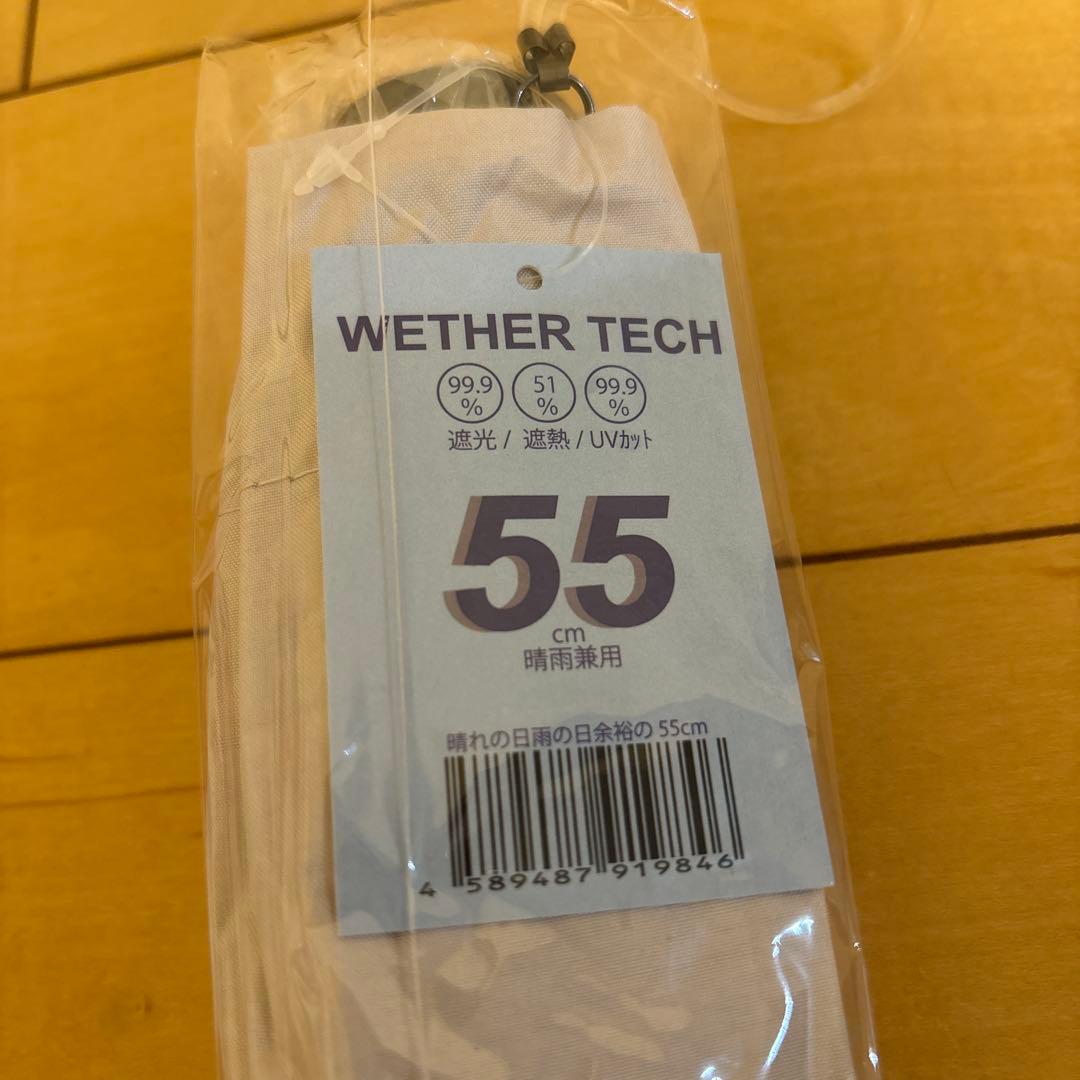 WETHER TECH
99.9 % 51 % 99.9 %
遮光 / 遮熱 / UVカット
55
cm
晴雨兼用
晴れの日雨の日余裕の 55cm
4 589487 919846